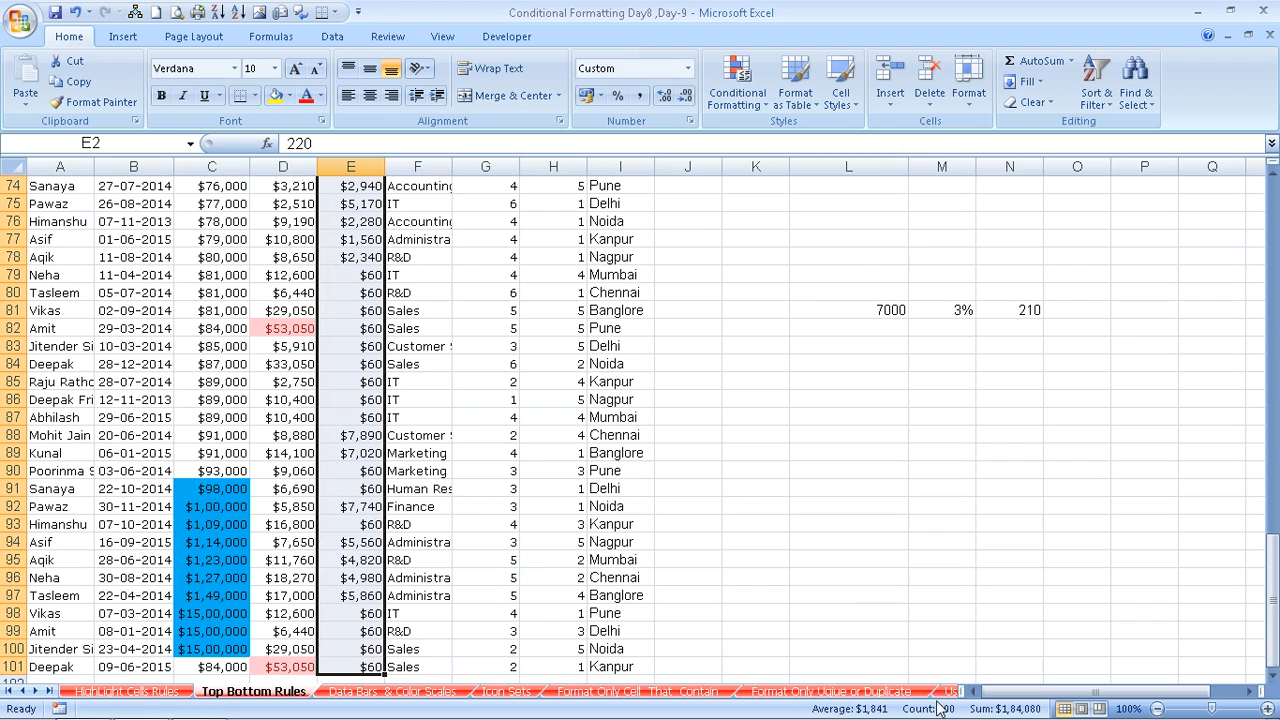 Conditional Formatting Day8 ,Day-9 - Microsoft Excel
Home Insert Page Layout Formulas Data Review View Developer
Paste Cut Copy Format Painter Clipboard
Verdana 10 B I U A A A Font
Wrap Text Merge & Center Alignment
Custom % , Number
Conditional Formatting Format as Table Cell Styles Styles
Insert Delete Format Cells
Σ AutoSum Fill Clear Sort & Filter Find & Select Editing
E2 fx 220
A B C D E F G H I J K L M N O P Q
74 Sanaya 27-07-2014 $76,000 $3,210 $2,940 Accounting 4 5 Pune
75 Pawaz 26-08-2014 $77,000 $2,510 $5,170 IT 6 1 Delhi
76 Himanshu 07-11-2013 $78,000 $9,190 $2,280 Accounting 4 1 Noida
77 Asif 01-06-2015 $79,000 $10,800 $1,560 Administra 4 1 Kanpur
78 Aqik 11-08-2014 $80,000 $8,650 $2,340 R&D 4 1 Nagpur
79 Neha 11-04-2014 $81,000 $12,600 $60 IT 4 4 Mumbai
80 Tasleem 05-07-2014 $81,000 $6,440 $60 R&D 6 1 Chennai
81 Vikas 02-09-2014 $81,000 $29,050 $60 Sales 5 5 Banglore 7000 3% 210
82 Amit 29-03-2014 $84,000 $53,050 $60 Sales 5 5 Pune
83 Jitender Si 10-03-2014 $85,000 $5,910 $60 Customer S 3 5 Delhi
84 Deepak 28-12-2014 $87,000 $33,050 $60 Sales 6 2 Noida
85 Raju Ratho 28-07-2014 $89,000 $2,750 $60 IT 2 4 Kanpur
86 Deepak Fri 12-11-2013 $89,000 $10,400 $60 IT 1 5 Nagpur
87 Abhilash 29-06-2015 $89,000 $10,400 $60 IT 4 4 Mumbai
88 Mohit Jain 20-06-2014 $91,000 $8,880 $7,890 Customer S 2 4 Chennai
89 Kunal 06-01-2015 $91,000 $14,100 $7,020 Marketing 4 1 Banglore
90 Poorinma S 03-06-2014 $93,000 $9,060 $60 Marketing 3 3 Pune
91 Sanaya 22-10-2014 $98,000 $6,690 $60 Human Res 3 1 Delhi
92 Pawaz 30-11-2014 $1,00,000 $5,850 $7,740 Finance 3 1 Noida
93 Himanshu 07-10-2014 $1,09,000 $16,800 $60 R&D 4 3 Kanpur
94 Asif 16-09-2015 $1,14,000 $7,650 $5,560 Administra 3 5 Nagpur
95 Aqik 28-06-2014 $1,23,000 $11,760 $4,820 R&D 5 2 Mumbai
96 Neha 30-08-2014 $1,27,000 $18,270 $4,980 Administra 5 2 Chennai
97 Tasleem 22-04-2014 $1,49,000 $17,000 $5,860 Administra 5 4 Banglore
98 Vikas 07-03-2014 $15,00,000 $12,600 $60 IT 4 1 Pune
99 Amit 08-01-2014 $15,00,000 $6,440 $60 R&D 3 3 Delhi
100 Jitender Si 23-04-2014 $15,00,000 $29,050 $60 Sales 2 5 Noida
101 Deepak 09-06-2015 $84,000 $53,050 $60 Sales 2 1 Kanpur
HighLight Cells Rules Top Bottom Rules Data Bars & Color Scales Icon Sets Format Only Cell That Contain Format Only Uqiue or Duplicate Us
Ready Average: $1,841 Count: Sum: $1,84,080 100%